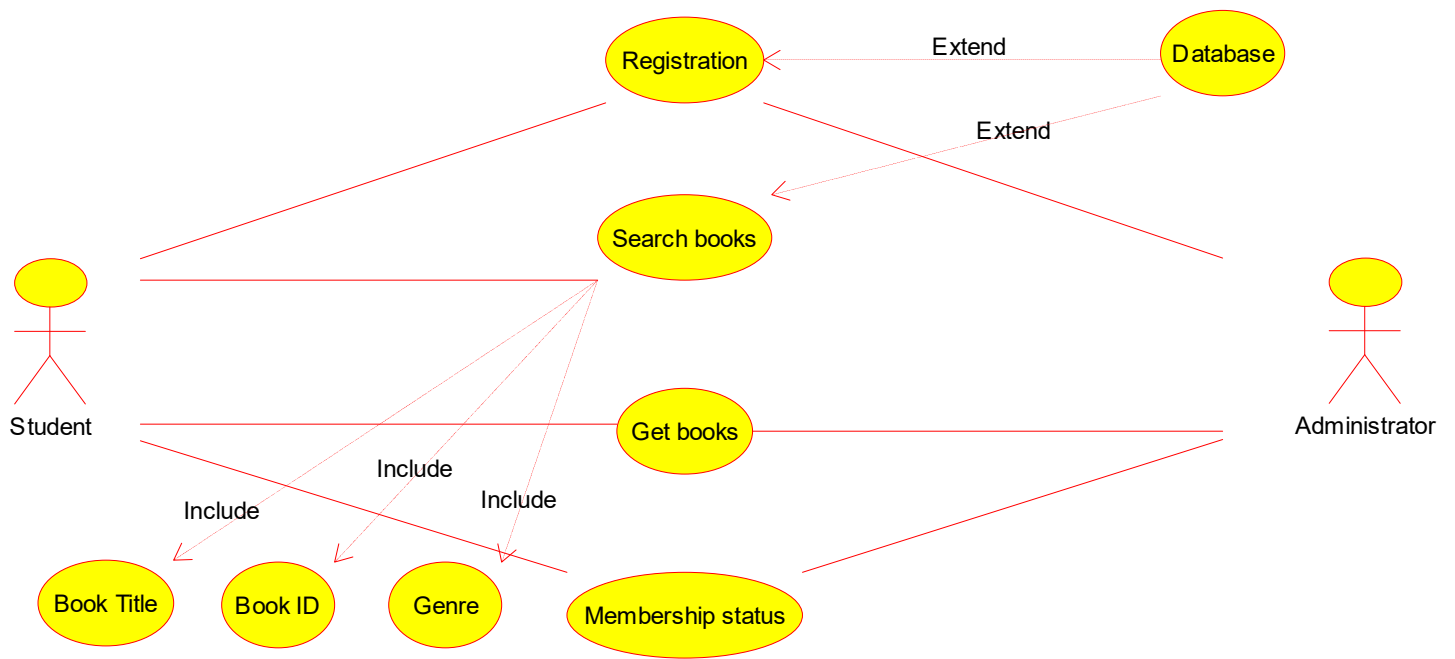 Registration
Extend
Database
Extend
Search books
Student
Get books
Administrator
Include
Include
Include
Book Title
Book ID
Genre
Membership status